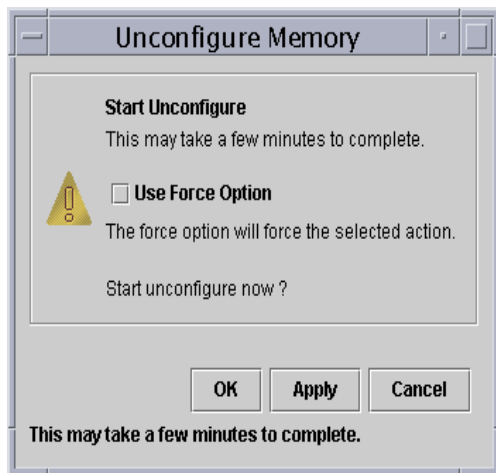 Unconfigure Memory
Start Unconfigure
This may take a few minutes to complete.
Use Force Option
The force option will force the selected action.
Start unconfigure now ?
OK Apply Cancel
This may take a few minutes to complete.